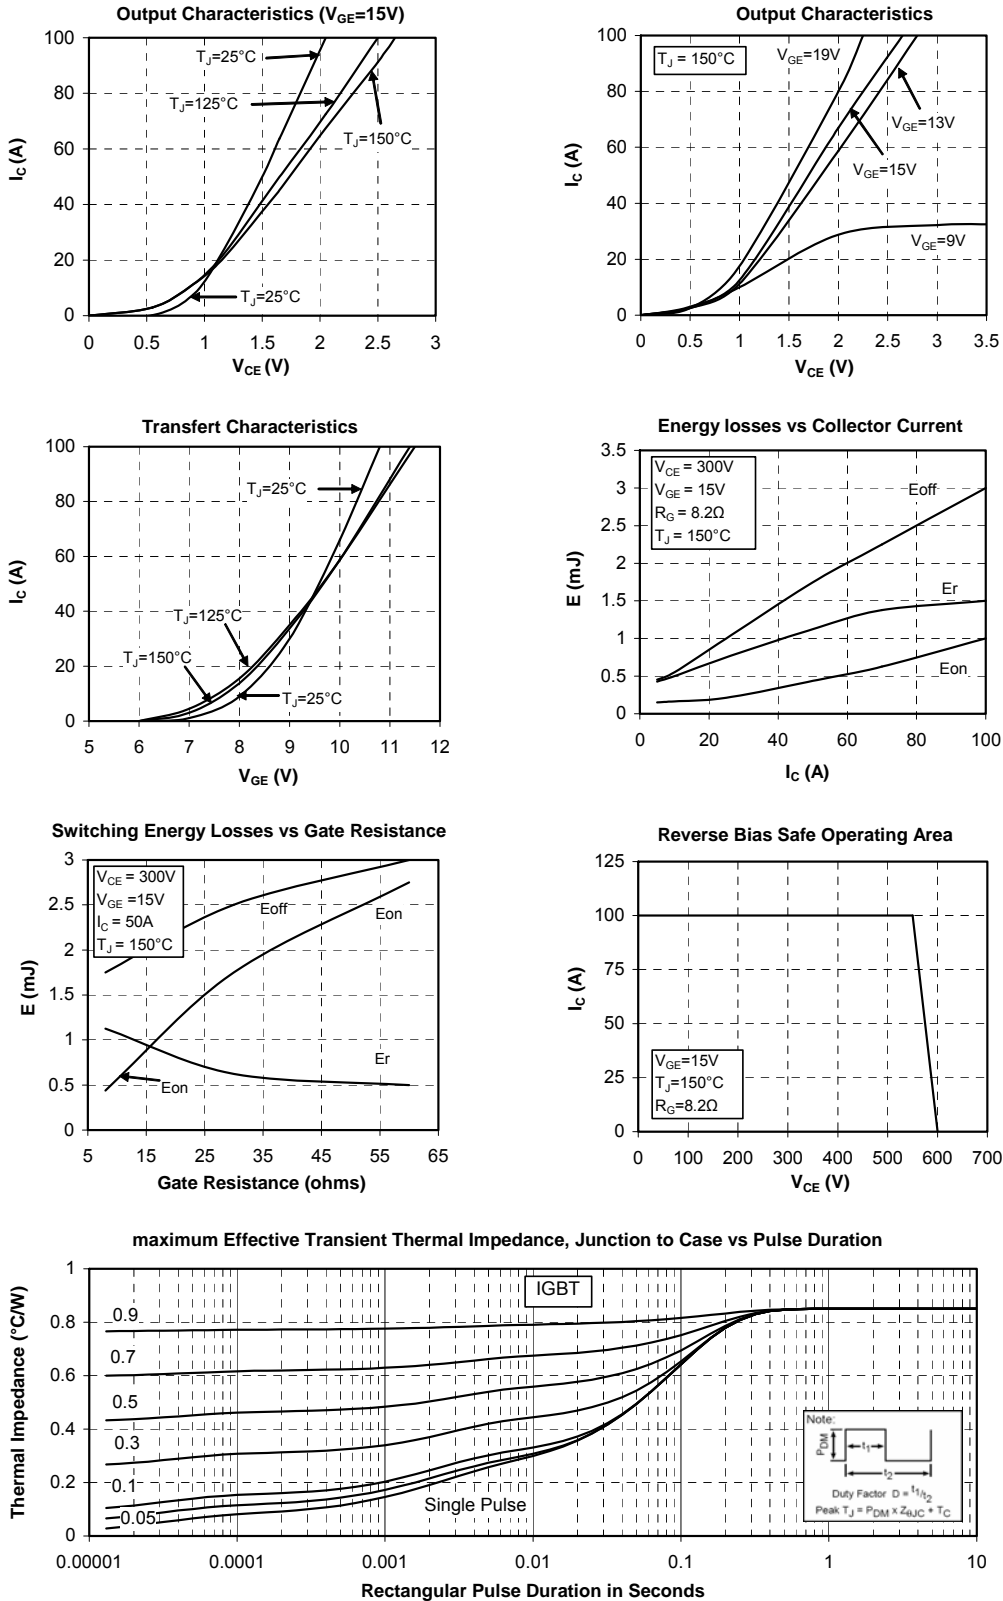 Output Characteristics (VGE=15V)
100
80
60
40
20
0
IC (A)
TJ=25°C
TJ=125°C
TJ=150°C
TJ=25°C
0 0.5 1 1.5 2 2.5 3
VCE (V)
Output Characteristics
100
80
60
40
20
0
IC (A)
TJ = 150°C
VGE=19V
VGE=13V
VGE=15V
VGE=9V
0 0.5 1 1.5 2 2.5 3 3.5
VCE (V)
Transfert Characteristics
100
80
60
40
20
0
IC (A)
TJ=25°C
TJ=125°C
TJ=150°C
TJ=25°C
5 6 7 8 9 10 11 12
VGE (V)
Energy losses vs Collector Current
3.5
3
2.5
2
1.5
1
0.5
0
E (mJ)
VCE = 300V
VGE = 15V
RG = 8.2Ω
TJ = 150°C
Eoff
Er
Eon
0 20 40 60 80 100
IC (A)
Switching Energy Losses vs Gate Resistance
3
2.5
2
1.5
1
0.5
0
E (mJ)
VCE = 300V
VGE =15V
IC = 50A
TJ = 150°C
Eoff
Eon
Er
Eon
5 15 25 35 45 55 65
Gate Resistance (ohms)
Reverse Bias Safe Operating Area
125
100
75
50
25
0
IC (A)
VGE=15V
TJ=150°C
RG=8.2Ω
0 100 200 300 400 500 600 700
VCE (V)
maximum Effective Transient Thermal Impedance, Junction to Case vs Pulse Duration
1
0.8
0.6
0.4
0.2
0
Thermal Impedance (°C/W)
IGBT
0.9
0.7
0.5
0.3
0.1
0.05
Single Pulse
Note:
PDM
t1
t2
Duty Factor D = t1/t2
Peak TJ = PDM x ZθJC + TC
0.00001 0.0001 0.001 0.01 0.1 1 10
Rectangular Pulse Duration in Seconds